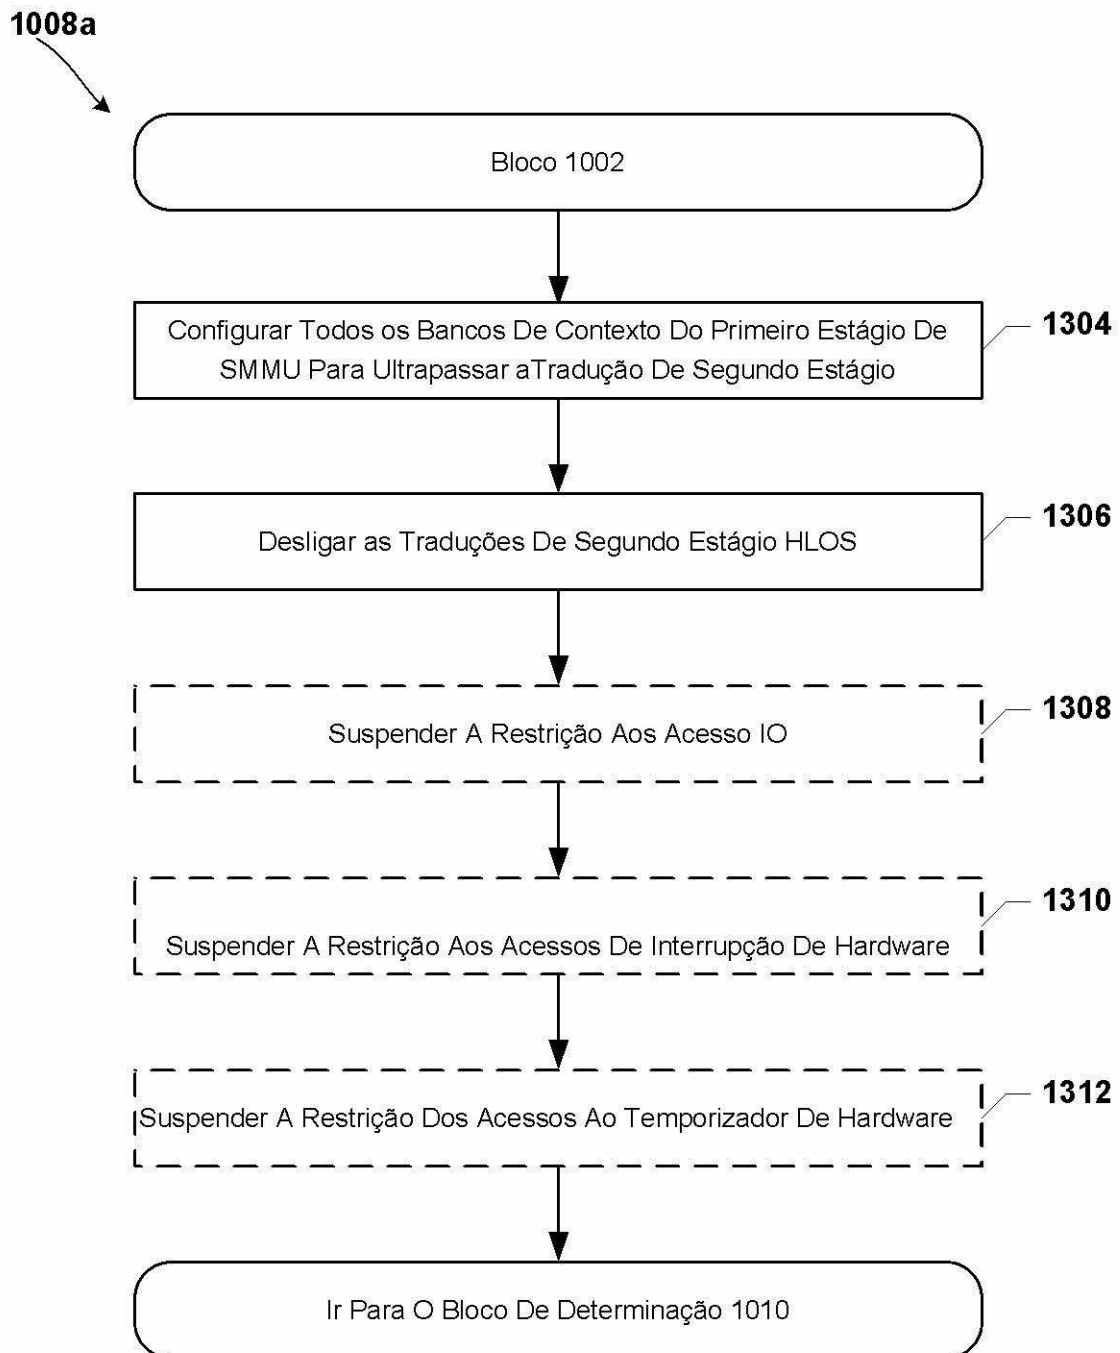 1008a
Bloco 1002
Configurar Todos os Bancos De Contexto Do Primeiro Estágio De
SMMU Para Ultrapassar aTradução De Segundo Estágio
1304
Desligar as Traduções De Segundo Estágio HLOS
1306
Suspender A Restrição Aos Acesso IO
1308
Suspender A Restrição Aos Acessos De Interrupção De Hardware
1310
Suspender A Restrição Dos Acessos Ao Temporizador De Hardware
1312
Ir Para O Bloco De Determinação 1010